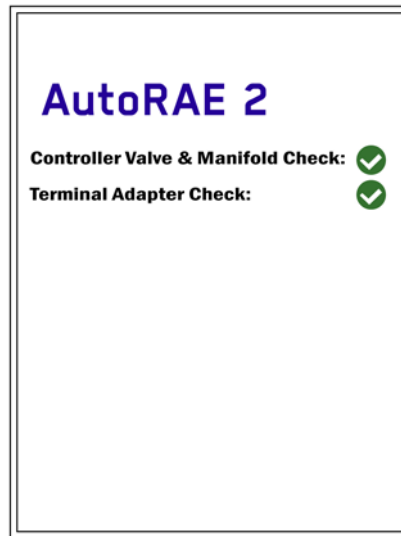 AutoRAE 2
Controller Valve & Manifold Check:
Terminal Adapter Check: